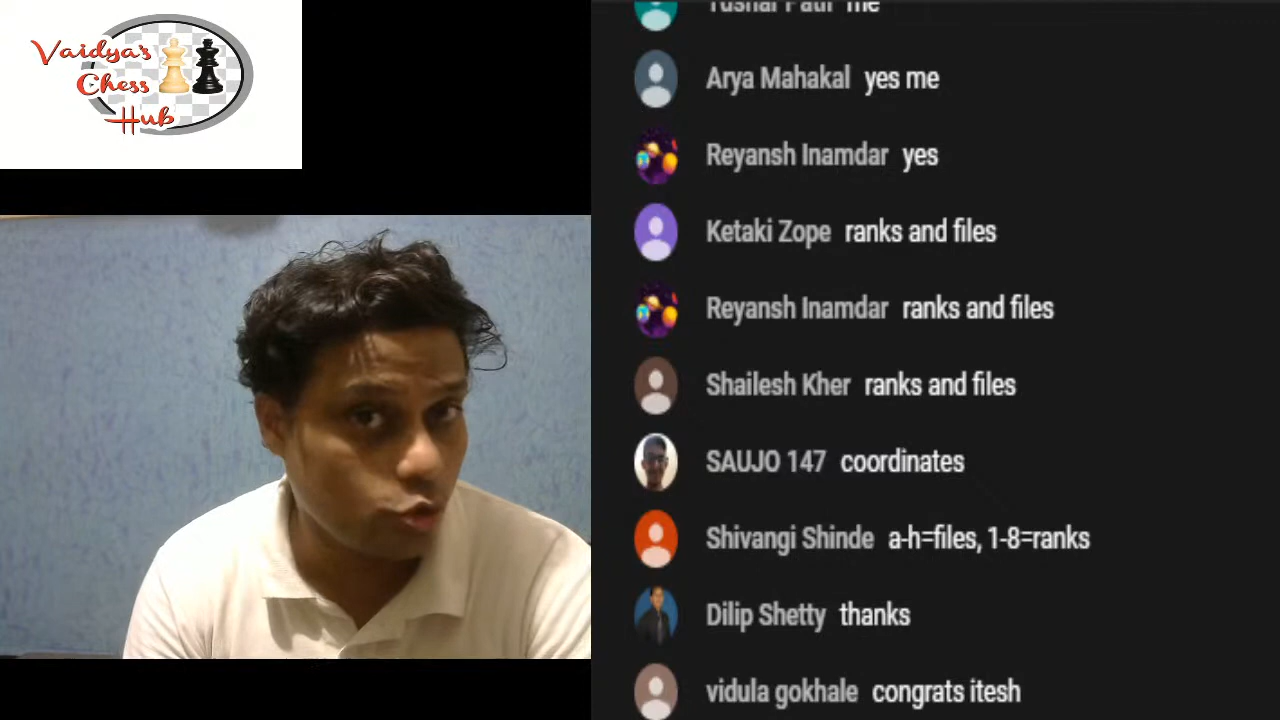 Vaidya's
Chess
Hub
me
Arya Mahakal yes me
Reyansh Inamdar yes
Ketaki Zope ranks and files
Reyansh Inamdar ranks and files
Shailesh Kher ranks and files
SAUJO 147 coordinates
Shivangi Shinde a-h=files, 1-8=ranks
Dilip Shetty thanks
vidula gokhale congrats itesh